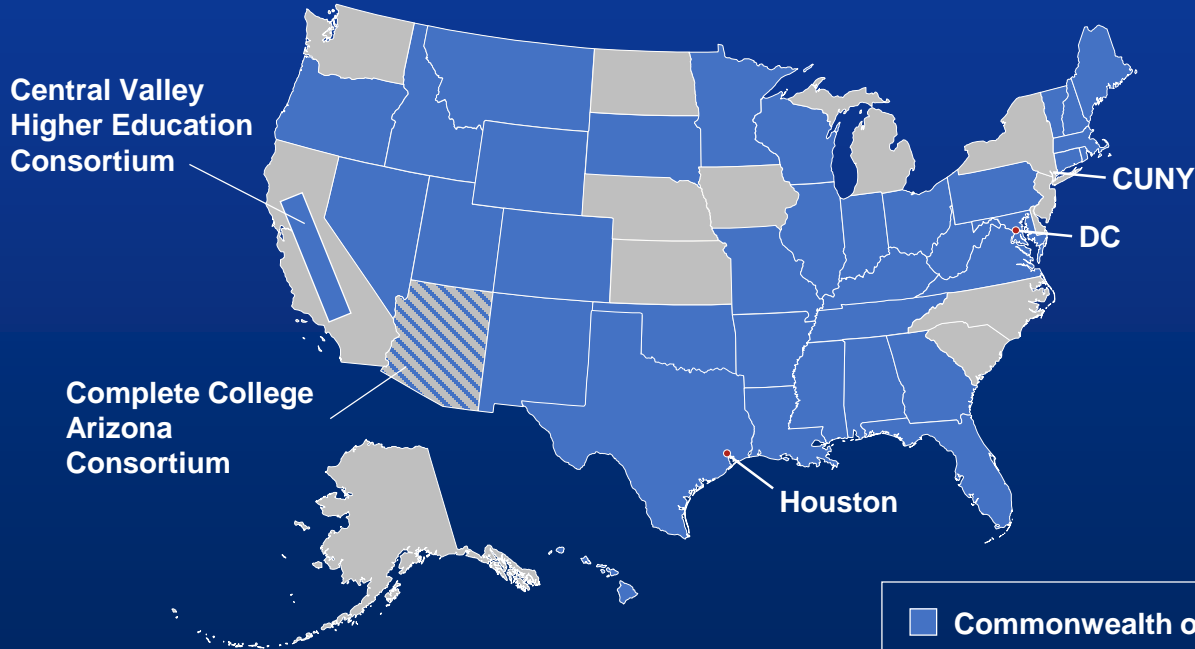 Central Valley
Higher Education
Consortium
CUNY
DC
Complete College
Arizona
Consortium
Houston
Commonwealth o